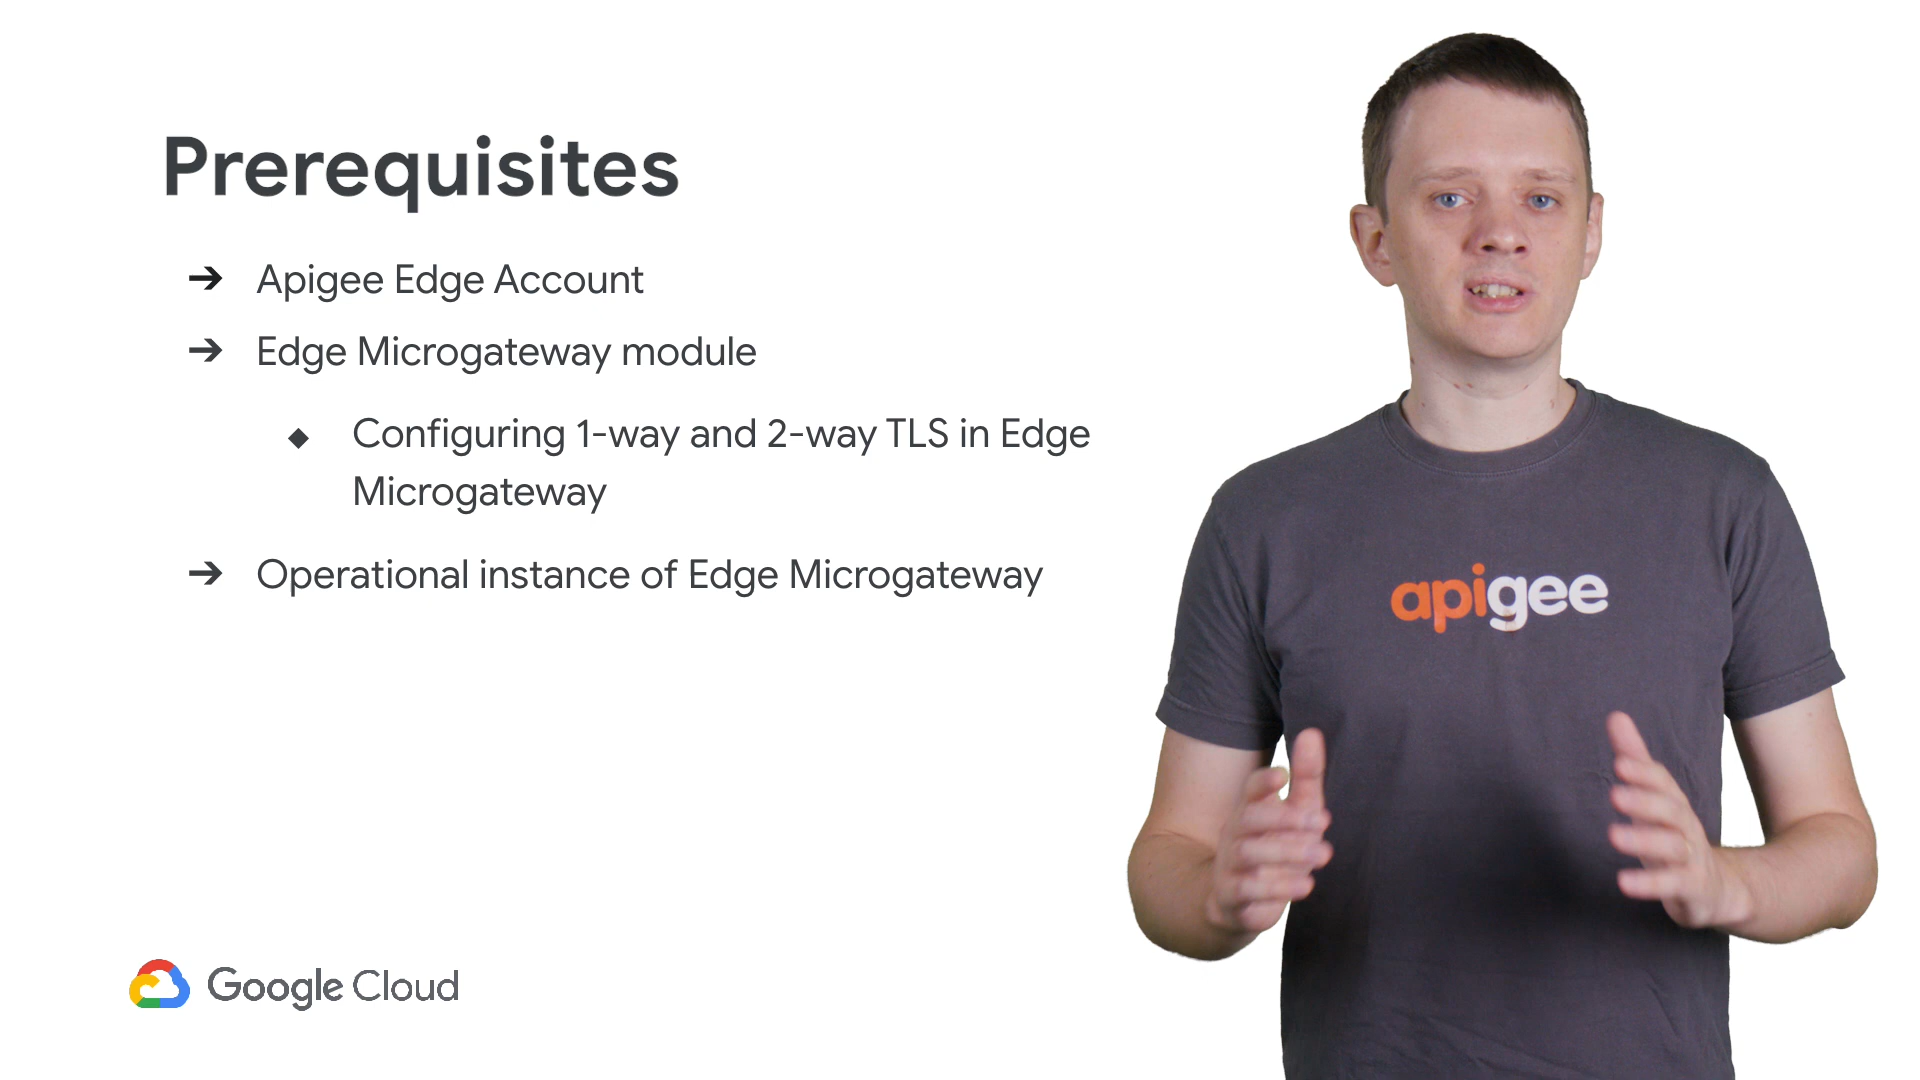 Prerequisites
➔ Apigee Edge Account
➔ Edge Microgateway module
◆ Configuring 1-way and 2-way TLS in Edge
Microgateway
➔ Operational instance of Edge Microgateway
apigee
Google Cloud